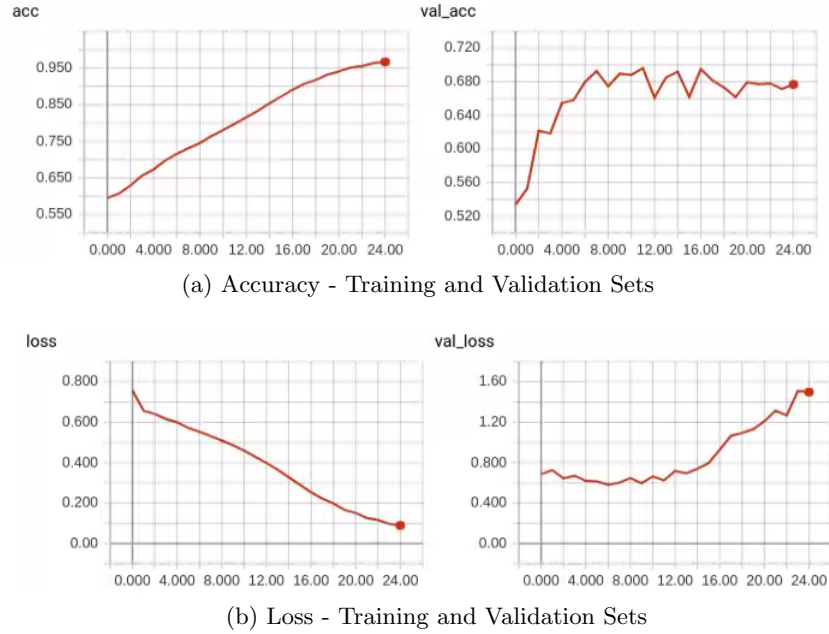 acc val_acc
0.950 0.720
0.850 0.680
0.750 0.640
0.650 0.600
0.550 0.560
0.520
0.000 4.000 8.000 12.00 16.00 20.00 24.00 0.000 4.000 8.000 12.00 16.00 20.00 24.00
(a) Accuracy - Training and Validation Sets
loss val_loss
0.800 1.60
0.600 1.20
0.400 0.800
0.200 0.400
0.00 0.00
0.000 4.000 8.000 12.00 16.00 20.00 24.00 0.000 4.000 8.000 12.00 16.00 20.00 24.00
(b) Loss - Training and Validation Sets